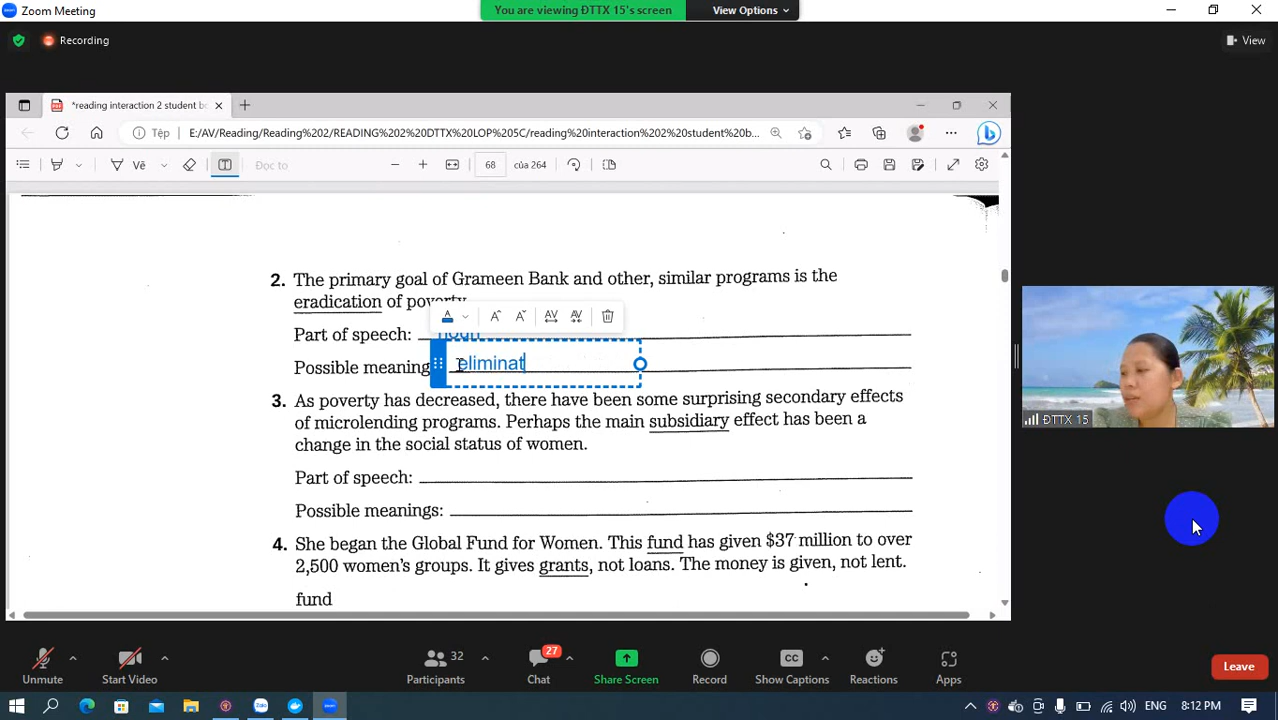 Zoom Meeting
You are viewing ĐTTX 15's screen
View Options
Recording
View
*reading interaction 2 student bo
Tệp
E:/AV/Reading/Reading%202/READING%202%20DTTX%20LOP%205C/reading%20interaction%202%20student%20b...
Vẽ
Đọc to
68
của 264
2. The primary goal of Grameen Bank and other, similar programs is the
eradication of poverty.
Part of speech: noun
Possible meaning eliminat
3. As poverty has decreased, there have been some surprising secondary effects
of microlending programs. Perhaps the main subsidiary effect has been a
change in the social status of women.
Part of speech:
Possible meanings:
4. She began the Global Fund for Women. This fund has given $37 million to over
2,500 women's groups. It gives grants, not loans. The money is given, not lent.
fund
ĐTTX 15
27
32
CC
Unmute
Start Video
Participants
Chat
Share Screen
Record
Show Captions
Reactions
Apps
Leave
ENG
8:12 PM